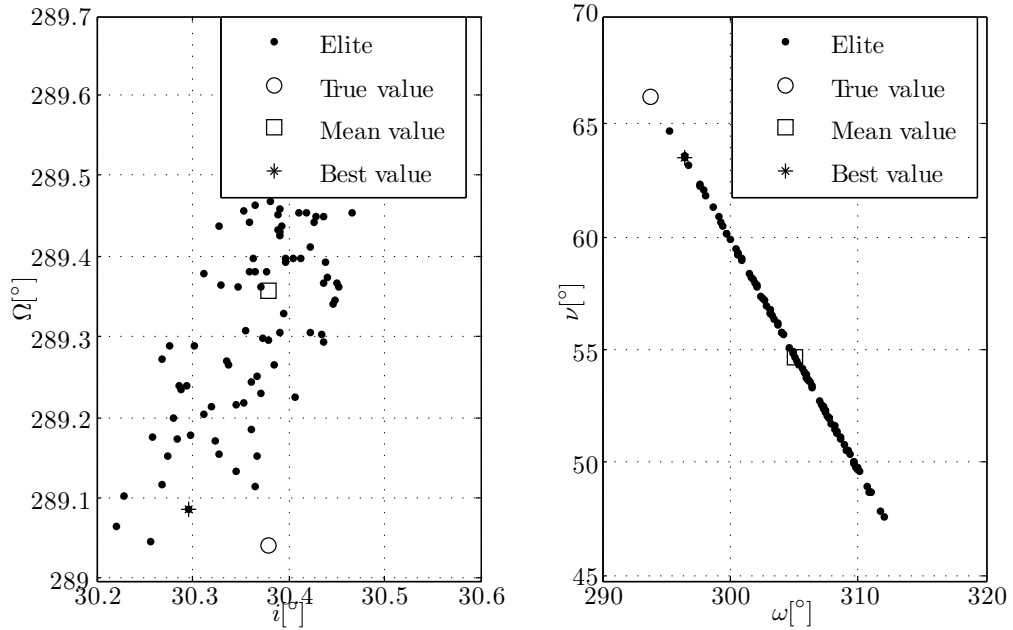 289.7
289.6
289.5
289.4
289.3
289.2
289.1
289
Ω[°]
30.2 30.3 30.4 30.5 30.6
i[°]
Elite
True value
Mean value
Best value
70
65
60
55
50
45
ν[°]
290 300 310 320
ω[°]
Elite
True value
Mean value
Best value